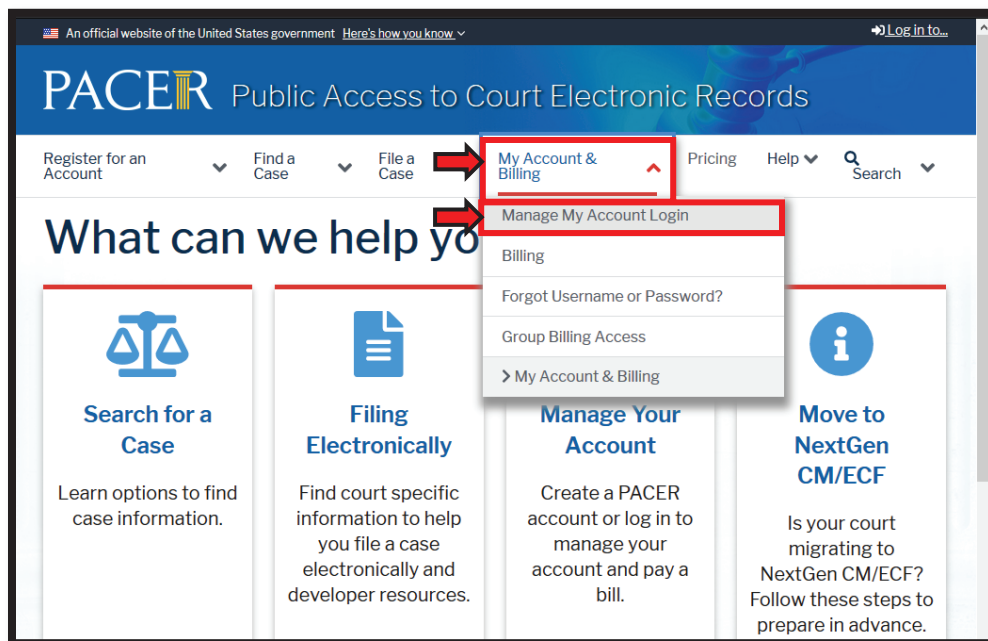 An official website of the United States government Here's how you know
Log in to...
PACER Public Access to Court Electronic Records
Register for an
Account
Find a
Case
File a
Case
My Account &
Billing
Pricing
Help
Search
Manage My Account Login
Billing
Forgot Username or Password?
Group Billing Access
My Account & Billing
What can we help yo
Search for a
Case
Learn options to find
case information.
Filing
Electronically
Find court specific
information to help
you file a case
electronically and
developer resources.
Manage Your
Account
Create a PACER
account or log in to
manage your
account and pay a
bill.
Move to
NextGen
CM/ECF
Is your court
migrating to
NextGen CM/ECF?
Follow these steps to
prepare in advance.